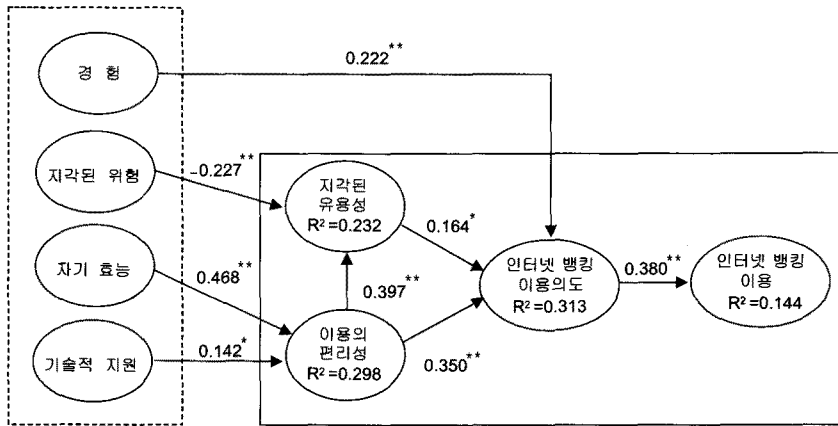 경 험
0.222**
지각된 위험
-0.227**
지각된
유용성
R²=0.232
0.164*
자기 효능
0.468**
0.397**
인터넷 뱅킹
이용의도
R²=0.313
0.380**
인터넷 뱅킹
이용
R²=0.144
기술적 지원
0.142*
이용의
편리성
R²=0.298
0.350**